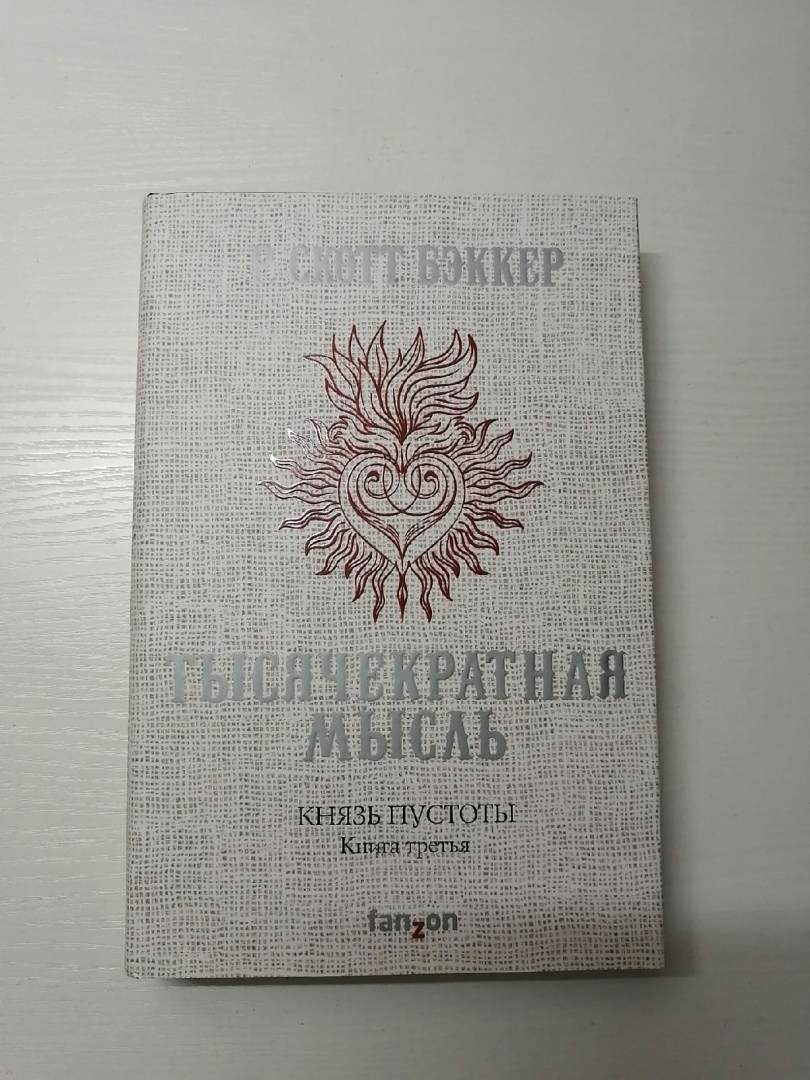 Р. СКОТТ БЭККЕР
ТЫСЯЧЕКРАТНАЯ
МЫСЛЬ
КНЯЗЬ ПУСТОТЫ
Книга третья
fanzon